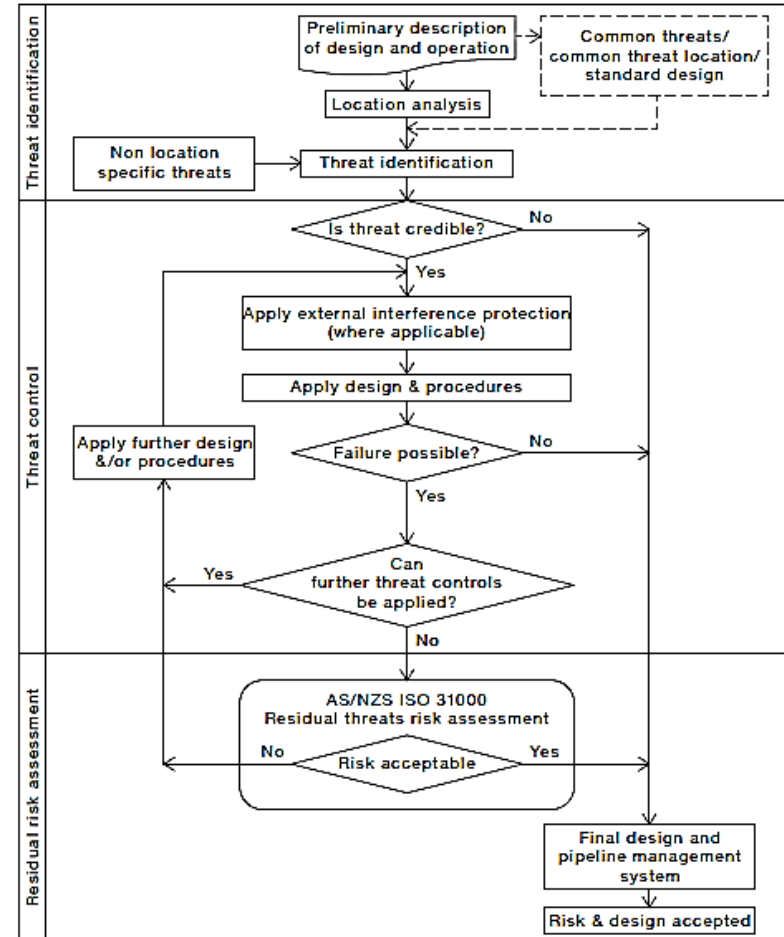 Threat identification
Preliminary description
of design and operation
Common threats/
common threat location/
standard design
Location analysis
Non location
specific threats
Threat identification
Threat control
Is threat credible?
No
Yes
Apply external interference protection
(where applicable)
Apply design & procedures
Apply further design
&/or procedures
Failure possible?
No
Yes
Can
further threat controls
be applied?
Yes
No
Residual risk assessment
AS/NZS ISO 31000
Residual threats risk assessment
No
Risk acceptable
Yes
Final design and
pipeline management
system
Risk & design accepted